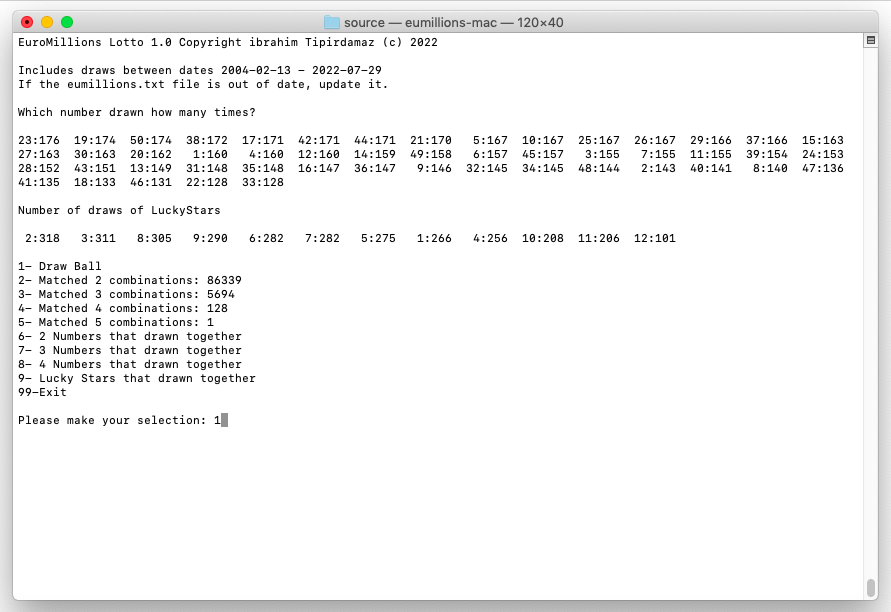 source — eumillions-mac — 120×40
EuroMillions Lotto 1.0 Copyright ibrahim Tipirdamaz (c) 2022
Includes draws between dates 2004-02-13 - 2022-07-29
If the eumillions.txt file is out of date, update it.
Which number drawn how many times?
23:176 19:174 50:174 38:172 17:171 42:171 44:171 21:170 5:167 10:167 25:167 26:167 29:166 37:166 15:163
27:163 30:163 20:162 1:160 4:160 12:160 14:159 49:158 6:157 45:157 3:155 7:155 11:155 39:154 24:153
28:152 43:151 13:149 31:148 35:148 16:147 36:147 9:146 32:145 34:145 48:144 2:143 40:141 8:140 47:136
41:135 18:133 46:131 22:128 33:128
Number of draws of LuckyStars
2:318 3:311 8:305 9:290 6:282 7:282 5:275 1:266 4:256 10:208 11:206 12:101
1- Draw Ball
2- Matched 2 combinations: 86339
3- Matched 3 combinations: 5694
4- Matched 4 combinations: 128
5- Matched 5 combinations: 1
6- 2 Numbers that drawn together
7- 3 Numbers that drawn together
8- 4 Numbers that drawn together
9- Lucky Stars that drawn together
99-Exit
Please make your selection: 1